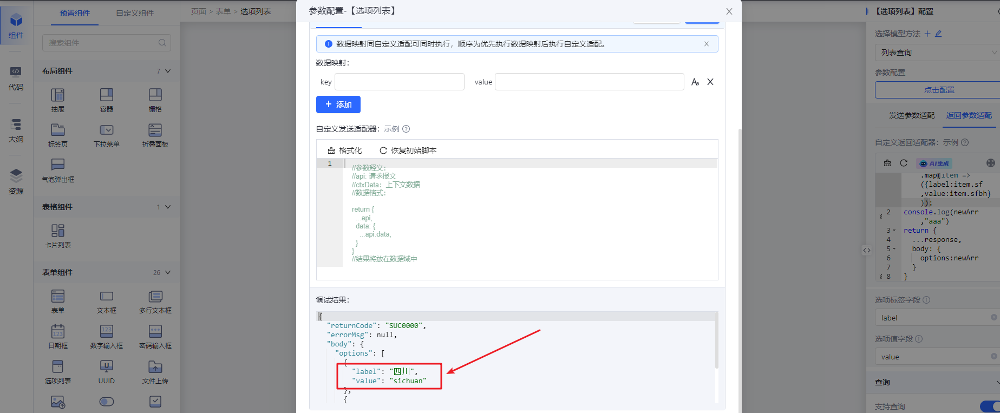 组件
代码
大纲
资源
预置组件
自定义组件
搜索组件
布局组件
7
抽屉
容器
栅格
标签页
下拉菜单
折叠面板
气泡弹出框
表格组件
1
卡片列表
表单组件
26
表单
文本框
多行文本框
日期框
数字输入框
密码输入框
选项列表
UUID
文件上传
页面 > 表单 > 选项列表
参数配置-【选项列表】
数据映射同自定义适配可同时执行，顺序为优先执行数据映射后执行自定义适配。
数据映射：
key
value
添加
自定义发送适配器：示例
格式化
恢复初始脚本
1
//参数释义：
//api: 请求报文
//ctxData：上下文数据
//数据格式：
return {
...api,
data: {
...api.data,
}
}
//结果将放在数据域中
调试结果：
{
"returnCode": "SUC0000",
"errorMsg": null,
"body": {
"options": [
{
"label": "四川",
"value": "sichuan"
},
{
【选项列表】配置
选择模型方法
列表查询
参数配置
点击配置
发送参数适配
返回参数适配
自定义返回适配器：示例
AI生成
.map(item =>
({label:item.sf
,value:item.sfbh}
));
2 console.log(newArr
,"aaa")
3 return {
4 ...response,
5 body: {
6 options:newArr
7 }
8 }
选项标签字段
label
选项值字段
value
查询
支持查询